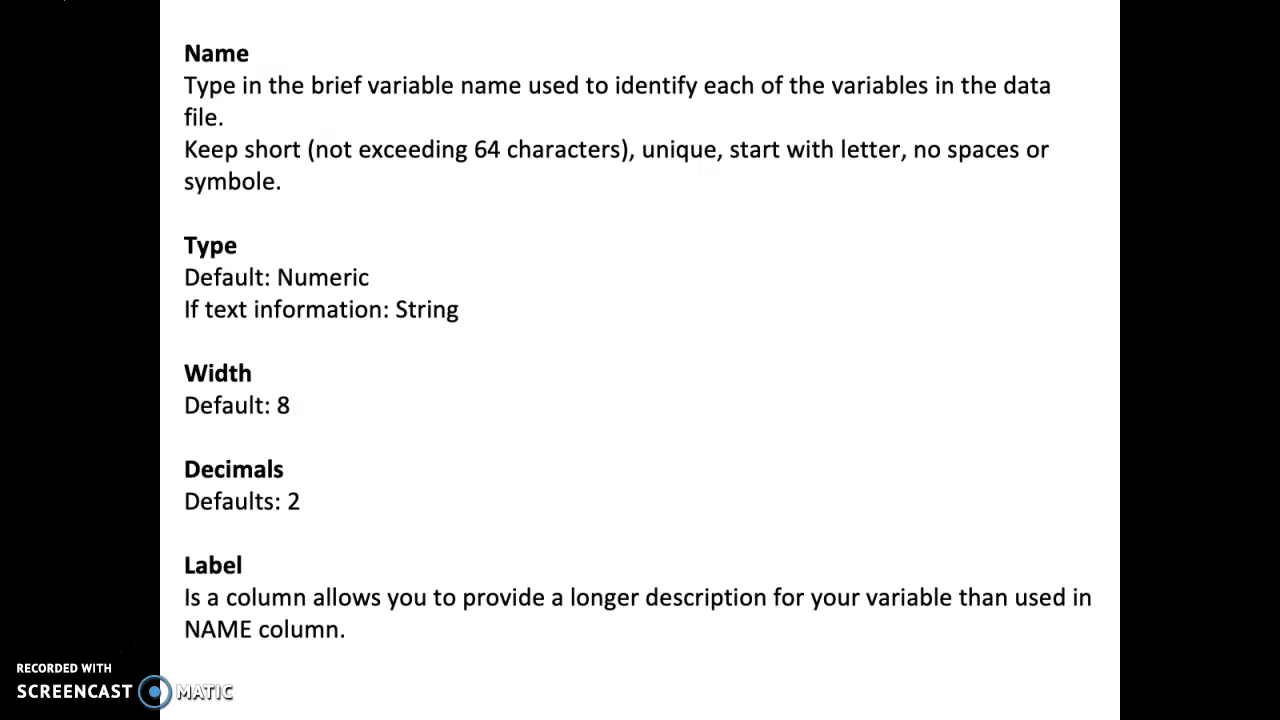 Name
Type in the brief variable name used to identify each of the variables in the data
file.
Keep short (not exceeding 64 characters), unique, start with letter, no spaces or
symbole.
Type
Default: Numeric
If text information: String
Width
Default: 8
Decimals
Defaults: 2
Label
Is a column allows you to provide a longer description for your variable than used in
NAME column.
RECORDED WITH
SCREENCAST MATIC